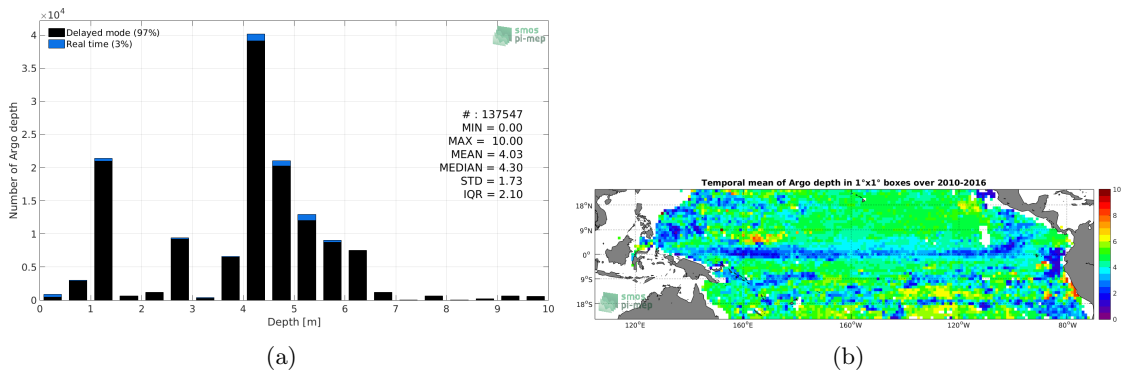 ×10⁴
Delayed mode (97%)
Real time (3%)
smos
pi-mep
4
3.5
3
2.5
2
1.5
1
0.5
0
Number of Argo depth
# : 137547
MIN = 0.00
MAX = 10.00
MEAN = 4.03
MEDIAN = 4.30
STD = 1.73
IQR = 2.10
0 1 2 3 4 5 6 7 8 9 10
Depth [m]
(a)
Temporal mean of Argo depth in 1°x1° boxes over 2010-2016
18°N
9°N
0°
9°S
18°S
smos
pi-mep
120°E 160°E 160°W 120°W 80°W
10
8
6
4
2
0
(b)